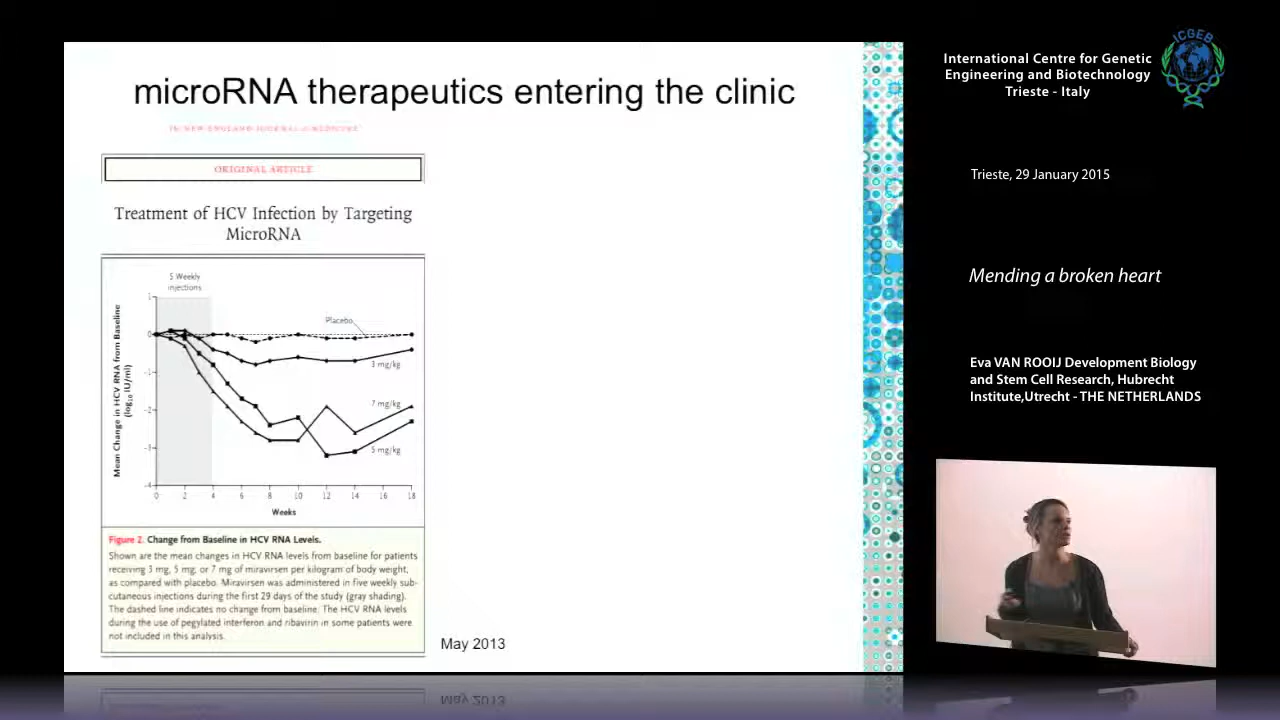 microRNA therapeutics entering the clinic
THE NEW ENGLAND JOURNAL of MEDICINE
ORIGINAL ARTICLE
Treatment of HCV Infection by Targeting
MicroRNA
5 Weekly
injections
Placebo
3 mg/kg
7 mg/kg
5 mg/kg
Mean Change in HCV RNA from Baseline
(log10 IU/ml)
1
0
-1
-2
-3
-4
0 2 4 6 8 10 12 14 16 18
Weeks
Figure 2. Change from Baseline in HCV RNA Levels.
Shown are the mean changes in HCV RNA levels from baseline for patients
receiving 3 mg, 5 mg, or 7 mg of miravirsen per kilogram of body weight,
as compared with placebo. Miravirsen was administered in five weekly sub-
cutaneous injections during the first 29 days of the study (gray shading).
The dashed line indicates no change from baseline. The HCV RNA levels
during the use of pegylated interferon and ribavirin in some patients were
not included in this analysis.
May 2013
International Centre for Genetic
Engineering and Biotechnology
Trieste - Italy
ICGEB
Trieste, 29 January 2015
Mending a broken heart
Eva VAN ROOIJ Development Biology
and Stem Cell Research, Hubrecht
Institute,Utrecht - THE NETHERLANDS